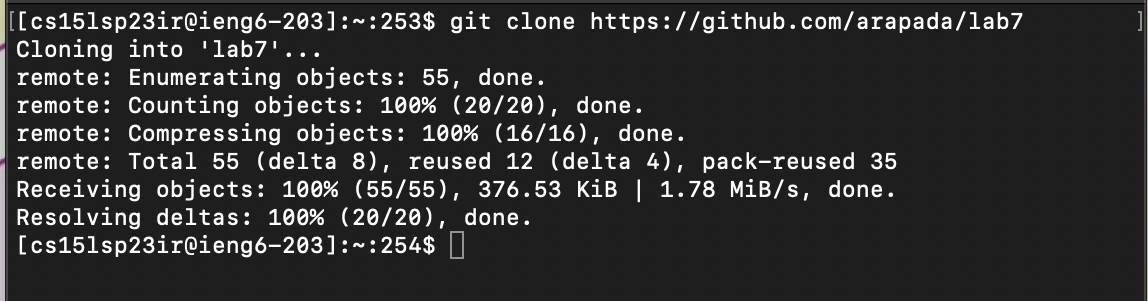 [[cs15lsp23ir@ieng6-203]:~:253$ git clone https://github.com/arapada/lab7 ]
Cloning into 'lab7'...
remote: Enumerating objects: 55, done.
remote: Counting objects: 100% (20/20), done.
remote: Compressing objects: 100% (16/16), done.
remote: Total 55 (delta 8), reused 12 (delta 4), pack-reused 35
Receiving objects: 100% (55/55), 376.53 KiB | 1.78 MiB/s, done.
Resolving deltas: 100% (20/20), done.
[cs15lsp23ir@ieng6-203]:~:254$